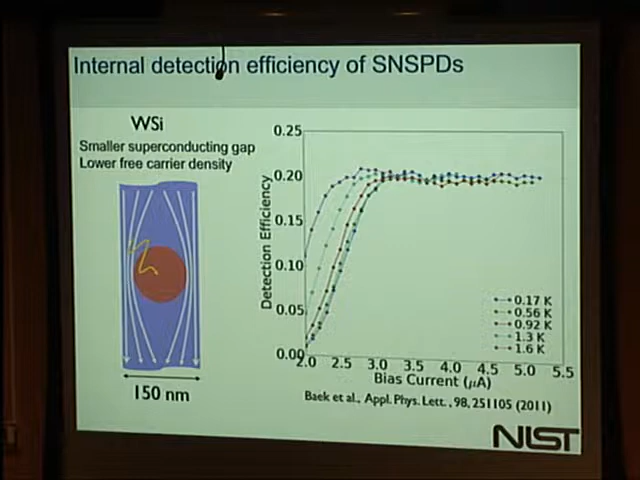 Internal detection efficiency of SNSPDs
WSi
Smaller superconducting gap
Lower free carrier density
150 nm
Detection Efficiency
0.25
0.20
0.15
0.10
0.05
0.00
2.0 2.5 3.0 3.5 4.0 4.5 5.0 5.5
Bias Current (μA)
0.17 K
0.56 K
0.92 K
1.3 K
1.6 K
Baek et al., Appl. Phys. Lett., 98, 251105 (2011)
NIST